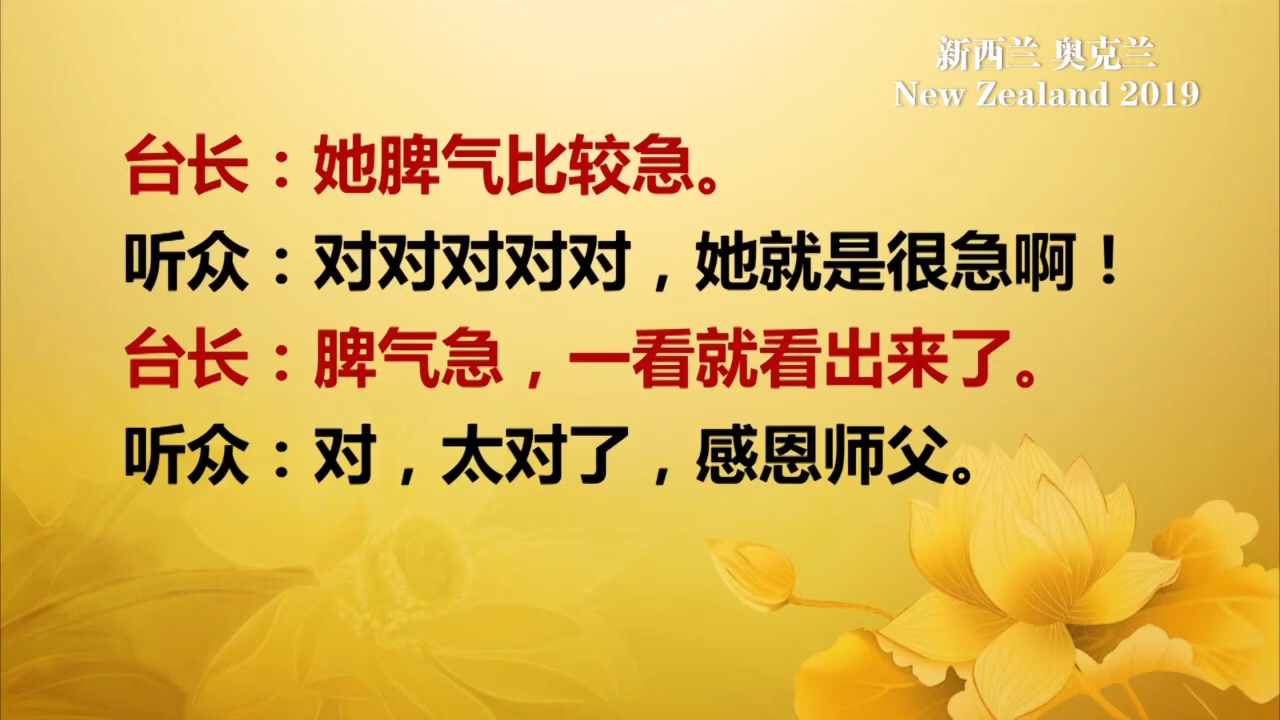 新西兰 奥克兰
New Zealand 2019
台长：她脾气比较急。
听众：对对对对对，她就是很急啊！
台长：脾气急，一看就看出来了。
听众：对，太对了，感恩师父。